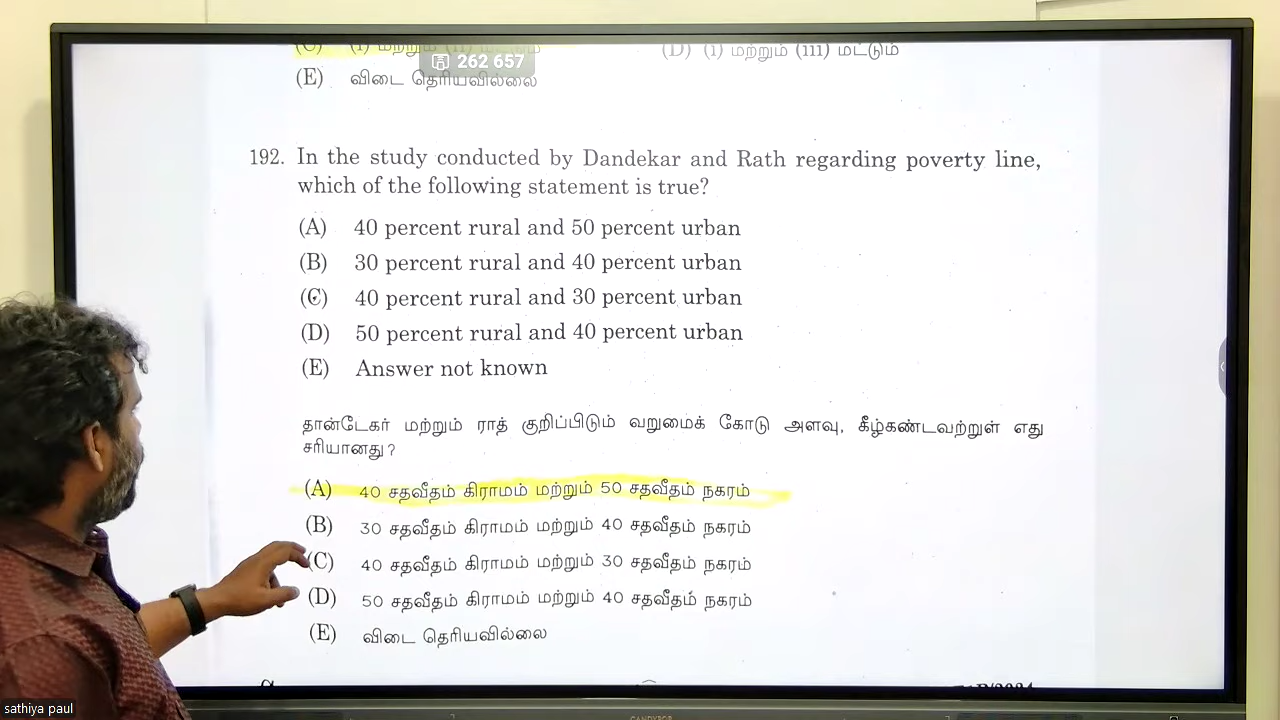 (C) (i) மற்றும் (ii) மட்டும் (D) (i) மற்றும் (iii) மட்டும்
262 657
(E) விடை தெரியவில்லை
192. In the study conducted by Dandekar and Rath regarding poverty line,
which of the following statement is true?
(A) 40 percent rural and 50 percent urban
(B) 30 percent rural and 40 percent urban
(C) 40 percent rural and 30 percent urban
(D) 50 percent rural and 40 percent urban
(E) Answer not known
தான்டேகர் மற்றும் ராத் குறிப்பிடும் வறுமைக் கோடு அளவு, கீழ்கண்டவற்றுள் எது
சரியானது?
(A) 40 சதவீதம் கிராமம் மற்றும் 50 சதவீதம் நகரம்
(B) 30 சதவீதம் கிராமம் மற்றும் 40 சதவீதம் நகரம்
(C) 40 சதவீதம் கிராமம் மற்றும் 30 சதவீதம் நகரம்
(D) 50 சதவீதம் கிராமம் மற்றும் 40 சதவீதம் நகரம்
(E) விடை தெரியவில்லை
sathiya paul